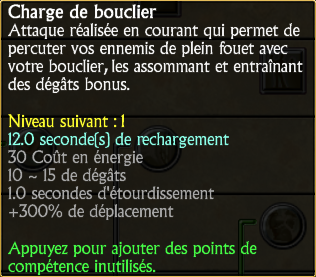 Charge de bouclier
Attaque réalisée en courant qui permet de
percuter vos ennemis de plein fouet avec
votre bouclier, les assommant et entraînant
des dégâts bonus.
Niveau suivant : 1
12.0 seconde(s) de rechargement
30 Coût en énergie
10 ~ 15 de dégâts
1.0 secondes d'étourdissement
+300% de déplacement
Appuyez pour ajouter des points de
compétence inutilisés.